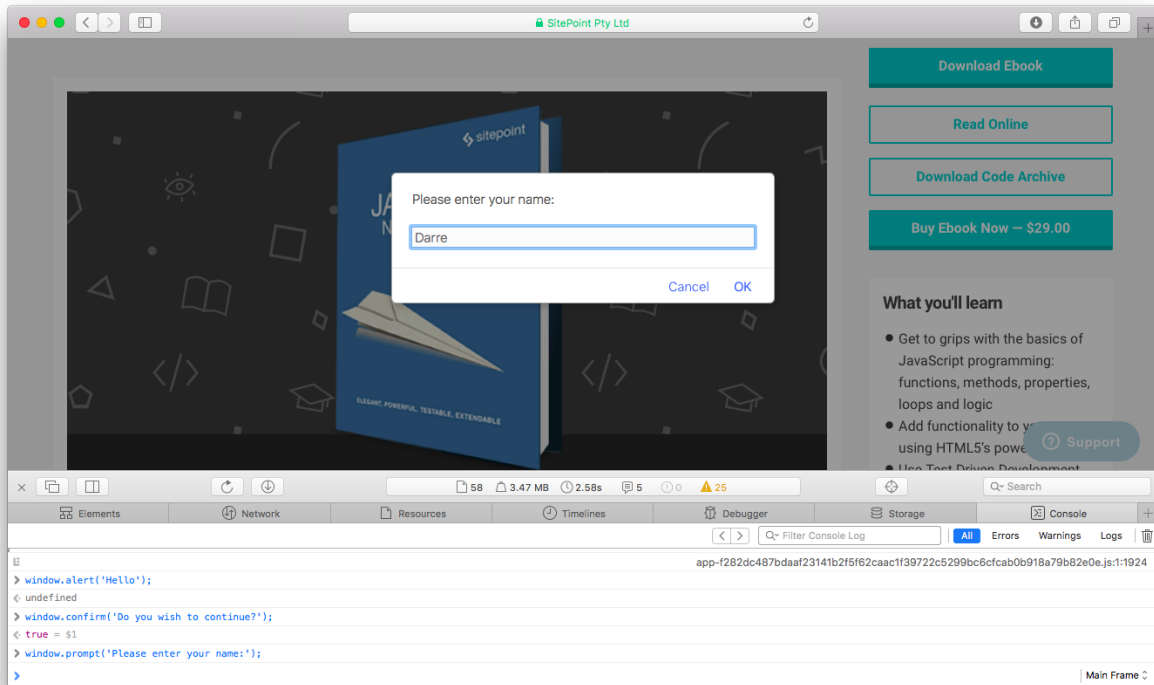 SitePoint Pty Ltd
Download Ebook
Read Online
Download Code Archive
Buy Ebook Now — $29.00
sitepoint
JA
N
ELEGANT, POWERFUL, TESTABLE, EXTENDABLE
Please enter your name:
Darre
Cancel OK
What you'll learn
Get to grips with the basics of
JavaScript programming:
functions, methods, properties,
loops and logic
Add functionality to
using HTML5's
Use Test Driven Development
Support
58 3.47 MB 2.58s 5 0 25 Search
Elements Network Resources Timelines Debugger Storage Console
Filter Console Log All Errors Warnings Logs
app-f282dc487bdaaf23141b2f5f62caac1f39722c5299bc6cfcab0b918a79b82e0e.js:1:1924
window.alert('Hello');
undefined
window.confirm('Do you wish to continue?');
true = $1
window.prompt('Please enter your name:');
Main Frame